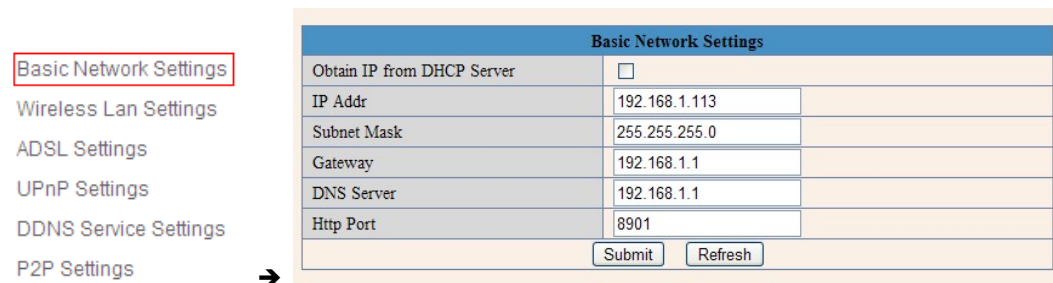 Basic Network Settings
Wireless Lan Settings
ADSL Settings
UPnP Settings
DDNS Service Settings
P2P Settings
➔
Basic Network Settings
Obtain IP from DHCP Server
IP Addr 192.168.1.113
Subnet Mask 255.255.255.0
Gateway 192.168.1.1
DNS Server 192.168.1.1
Http Port 8901
Submit Refresh